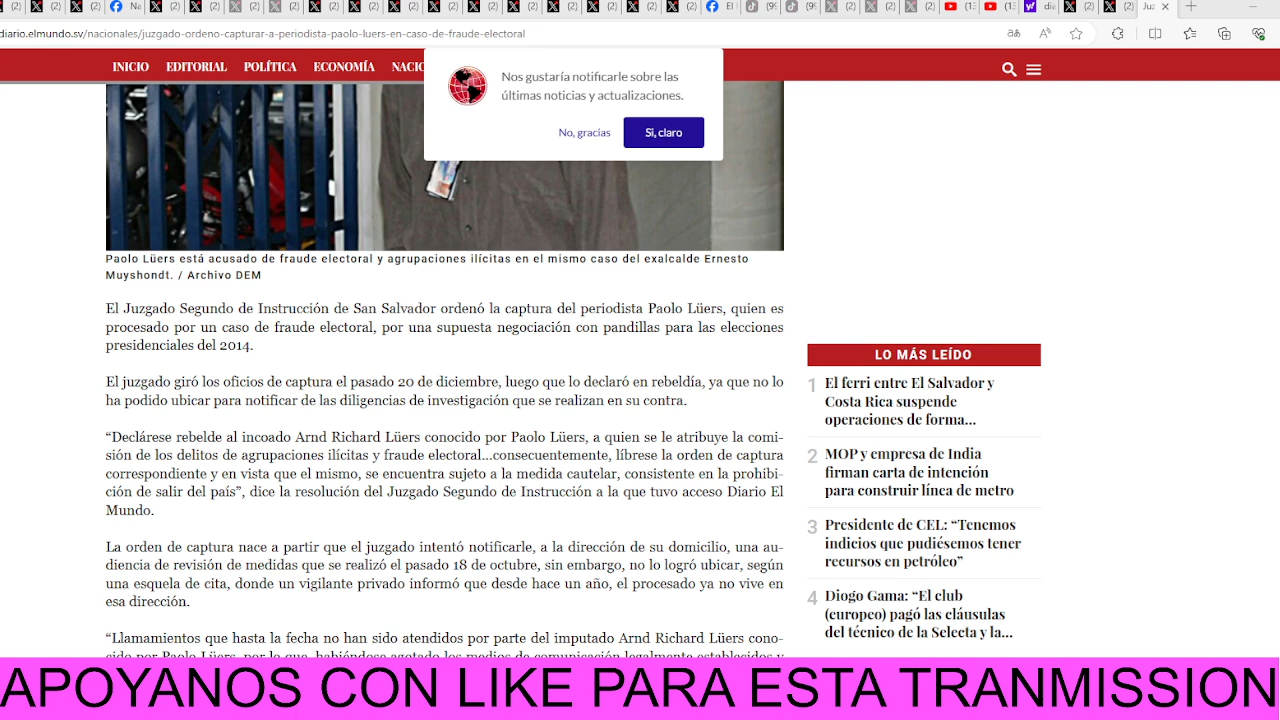 diario.elmundo.sv/nacionales/juzgado-ordeno-capturar-a-periodista-paolo-luers-en-caso-de-fraude-electoral
INICIO EDITORIAL POLÍTICA ECONOMÍA
Nos gustaría notificarle sobre las
últimas noticias y actualizaciones.
No, gracias
Si, claro
Paolo Lüers está acusado de fraude electoral y agrupaciones ilícitas en el mismo caso del exalcalde Ernesto
Muyshondt. / Archivo DEM
El Juzgado Segundo de Instrucción de San Salvador ordenó la captura del periodista Paolo Lüers, quien es
procesado por un caso de fraude electoral, por una supuesta negociación con pandillas para las elecciones
presidenciales del 2014.
El juzgado giró los oficios de captura el pasado 20 de diciembre, luego que lo declaró en rebeldía, ya que no lo
ha podido ubicar para notificar de las diligencias de investigación que se realizan en su contra.
“Declárese rebelde al incoado Arnd Richard Lüers conocido por Paolo Lüers, a quien se le atribuye la comi-
sión de los delitos de agrupaciones ilícitas y fraude electoral...consecuentemente, líbrese la orden de captura
correspondiente y en vista que el mismo, se encuentra sujeto a la medida cautelar, consistente en la prohibi-
ción de salir del país”, dice la resolución del Juzgado Segundo de Instrucción a la que tuvo acceso Diario El
Mundo.
La orden de captura nace a partir que el juzgado intentó notificarle, a la dirección de su domicilio, una au-
diencia de revisión de medidas que se realizó el pasado 18 de octubre, sin embargo, no lo logró ubicar, según
una esquela de cita, donde un vigilante privado informó que desde hace un año, el procesado ya no vive en
esa dirección.
“Llamamientos que hasta la fecha no han sido atendidos por parte del imputado Arnd Richard Lüers cono-
cido por Paolo Lüers, por lo que, habiéndose agotado los medios de comunicación legalmente establecidos y
LO MÁS LEÍDO
1 El ferri entre El Salvador y
Costa Rica suspende
operaciones de forma...
2 MOP y empresa de India
firman carta de intención
para construir línea de metro
3 Presidente de CEL: “Tenemos
indicios que pudiésemos tener
recursos en petróleo”
4 Diogo Gama: “El club
(europeo) pagó las cláusulas
del técnico de la Selecta y la...
APOYANOS CON LIKE PARA ESTA TRANMISSION